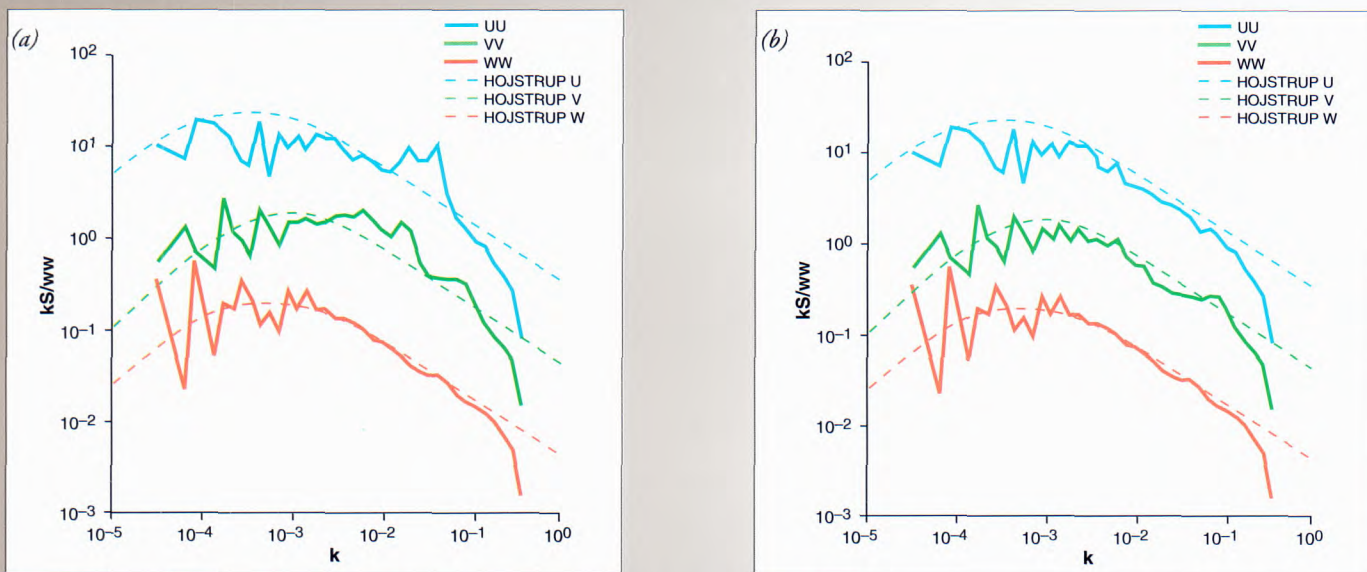 (a)
UU
VV
WW
HOJSTRUP U
HOJSTRUP V
HOJSTRUP W
kS/ww
10²
10¹
10⁰
10⁻¹
10⁻²
10⁻³
10⁻⁵
10⁻⁴
10⁻³
10⁻²
10⁻¹
10⁰
k
(b)
UU
VV
WW
HOJSTRUP U
HOJSTRUP V
HOJSTRUP W
kS/ww
10²
10¹
10⁰
10⁻¹
10⁻²
10⁻³
10⁻⁵
10⁻⁴
10⁻³
10⁻²
10⁻¹
10⁰
k